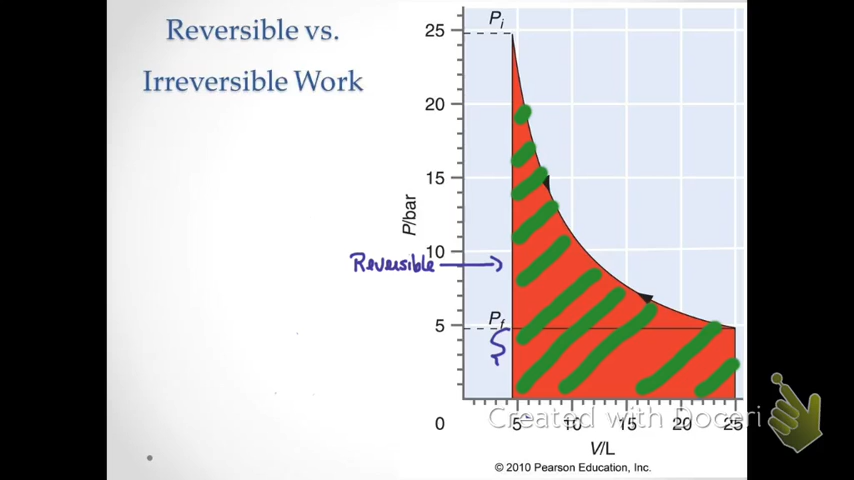 Reversible vs.
Irreversible Work
P/bar
25
20
15
10
5
0
Pi
Reversible
Pf
5
10
15
20
25
V/L
Created with Doceri
© 2010 Pearson Education, Inc.